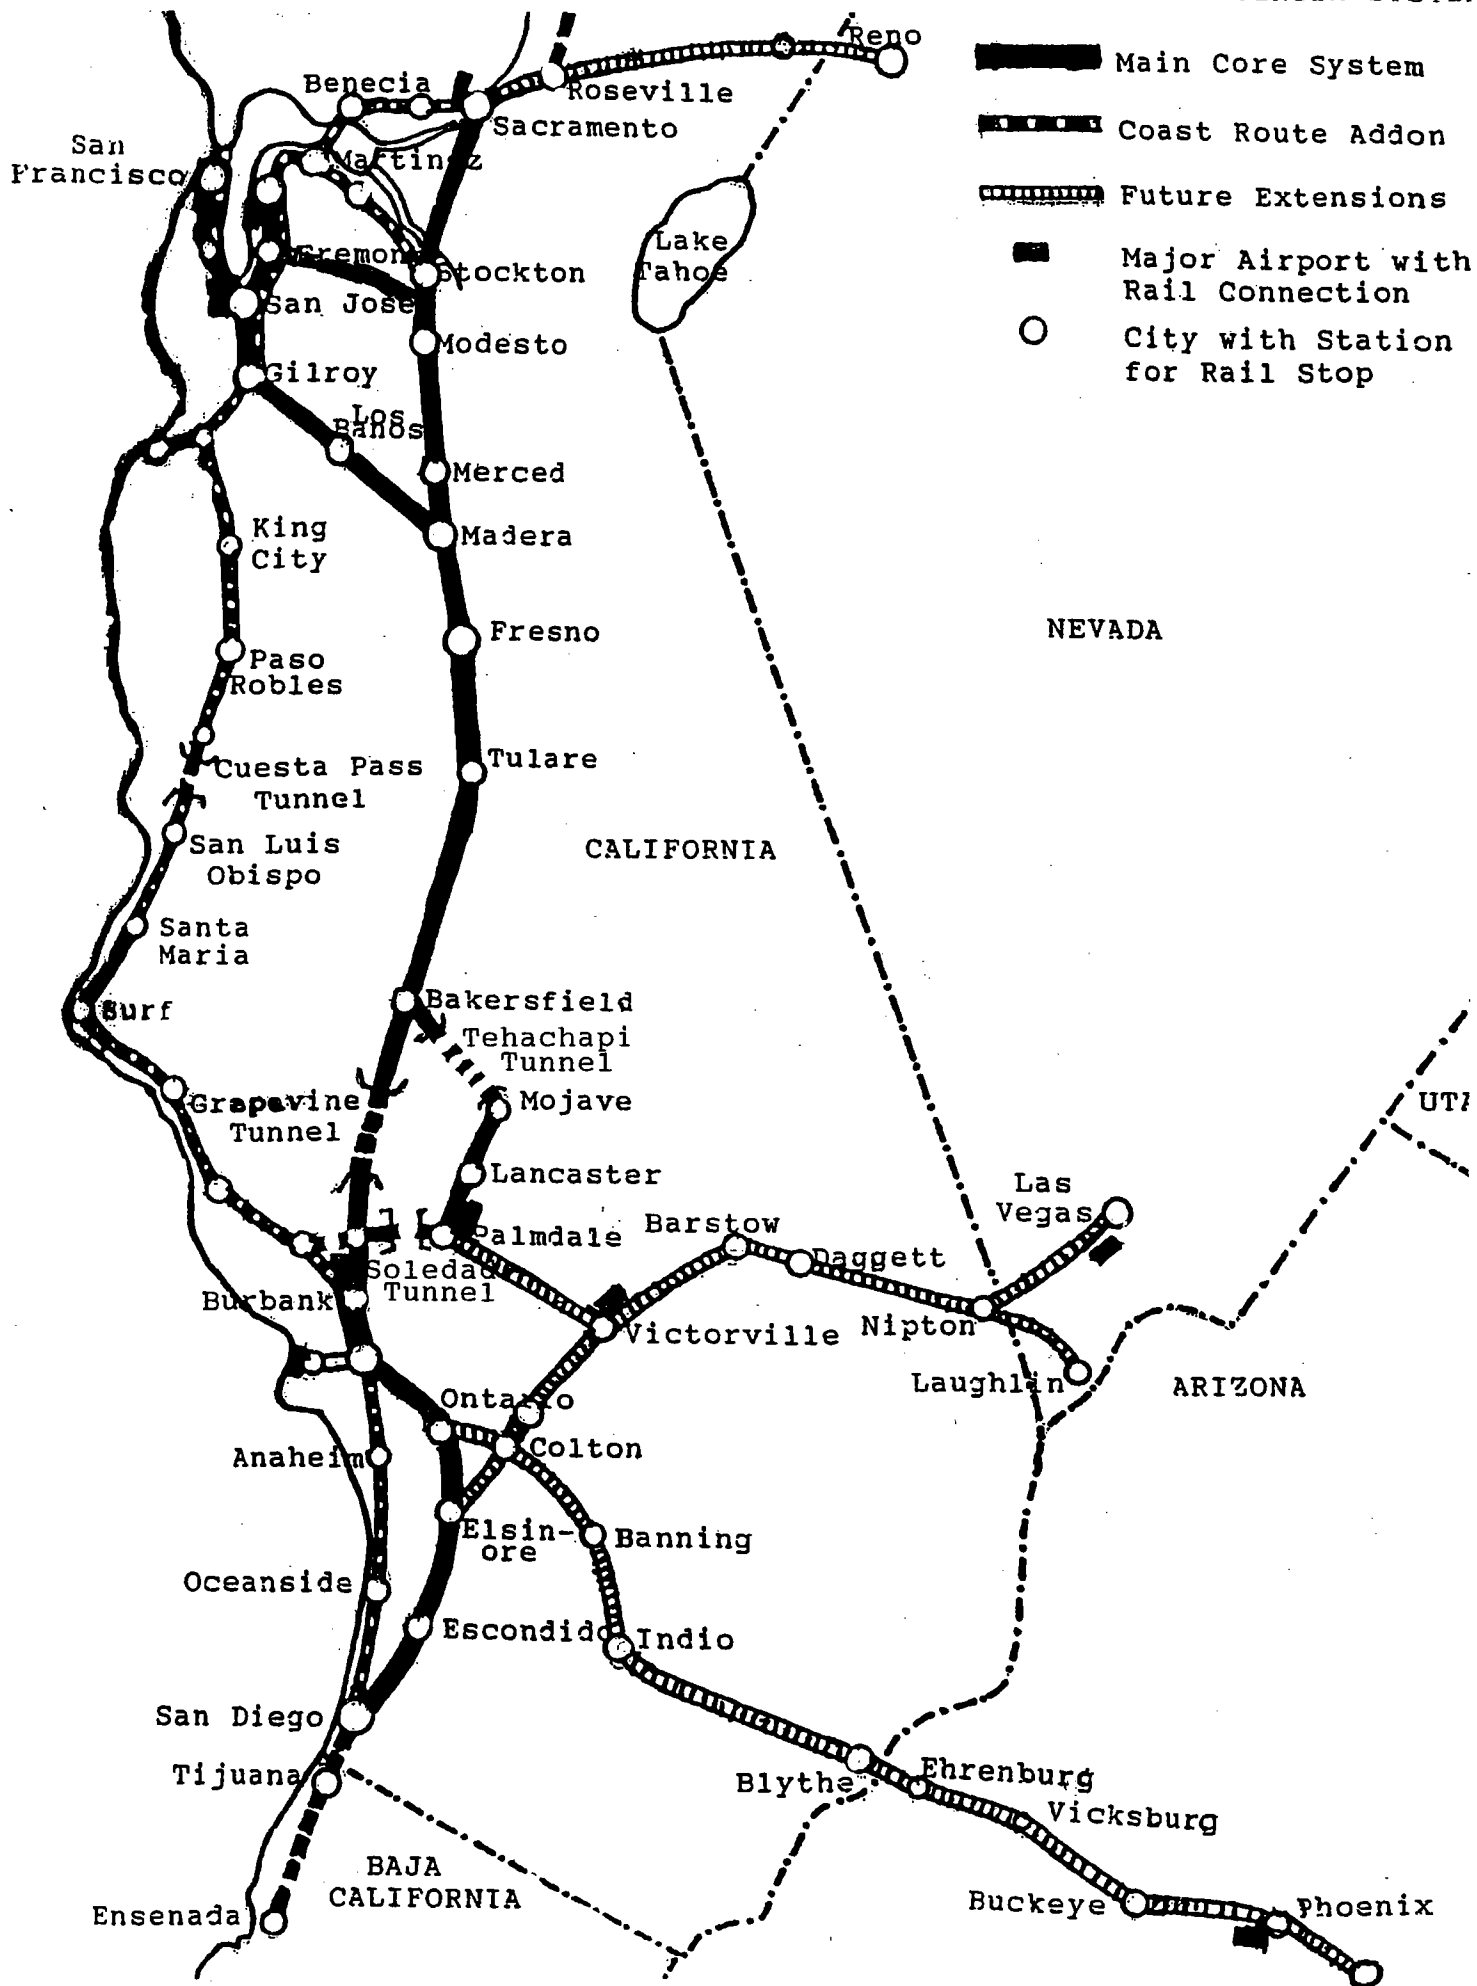 Reno
Main Core System
Benecia
Roseville
Sacramento
Coast Route Addon
San
Francisco
Martinez
Future Extensions
Lake
Tahoe
Fremont
Stockton
Major Airport with
Rail Connection
San Jose
Modesto
City with Station
for Rail Stop
Gilroy
Los
Banos
Merced
Madera
King
City
Fresno
NEVADA
Paso
Robles
Tulare
Cuesta Pass
Tunnel
San Luis
Obispo
CALIFORNIA
Santa
Maria
Surf
Bakersfield
Tehachapi
Tunnel
Mojave
Grapevine
Tunnel
UTA
Lancaster
Las
Vegas
Palmdale
Barstow
Daggett
Soledad
Tunnel
Burbank
Victorville
Nipton
Laughlin
ARIZONA
Ontario
Colton
Anaheim
Elsin-
ore
Banning
Oceanside
Escondido
Indio
San Diego
Tijuana
Blythe
Ehrenburg
Vicksburg
BAJA
CALIFORNIA
Buckeye
Phoenix
Ensenada